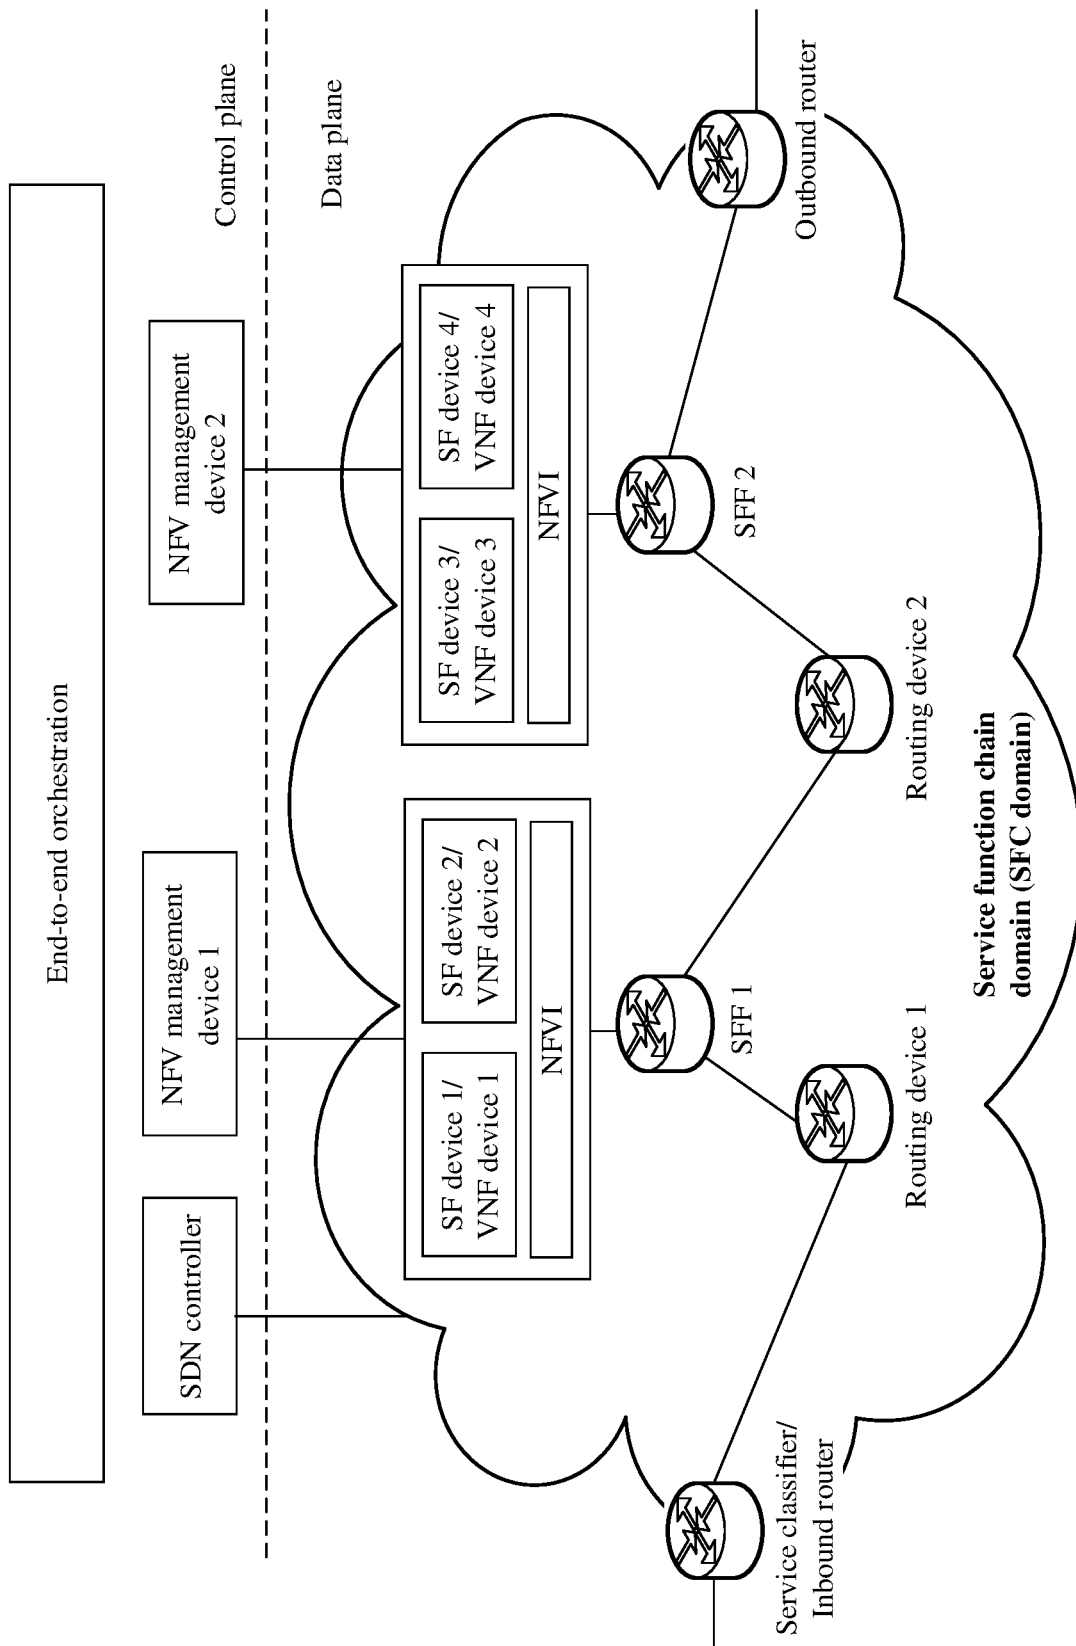 End-to-end orchestration
SDN controller
NFV management
device 1
NFV management
device 2
Control plane
Data plane
SF device 1/
VNF device 1
SF device 2/
VNF device 2
NFVI
SF device 3/
VNF device 3
SF device 4/
VNF device 4
NFVI
Service classifier/
Inbound router
Routing device 1
SFF 1
Routing device 2
SFF 2
Outbound router
Service function chain
domain (SFC domain)